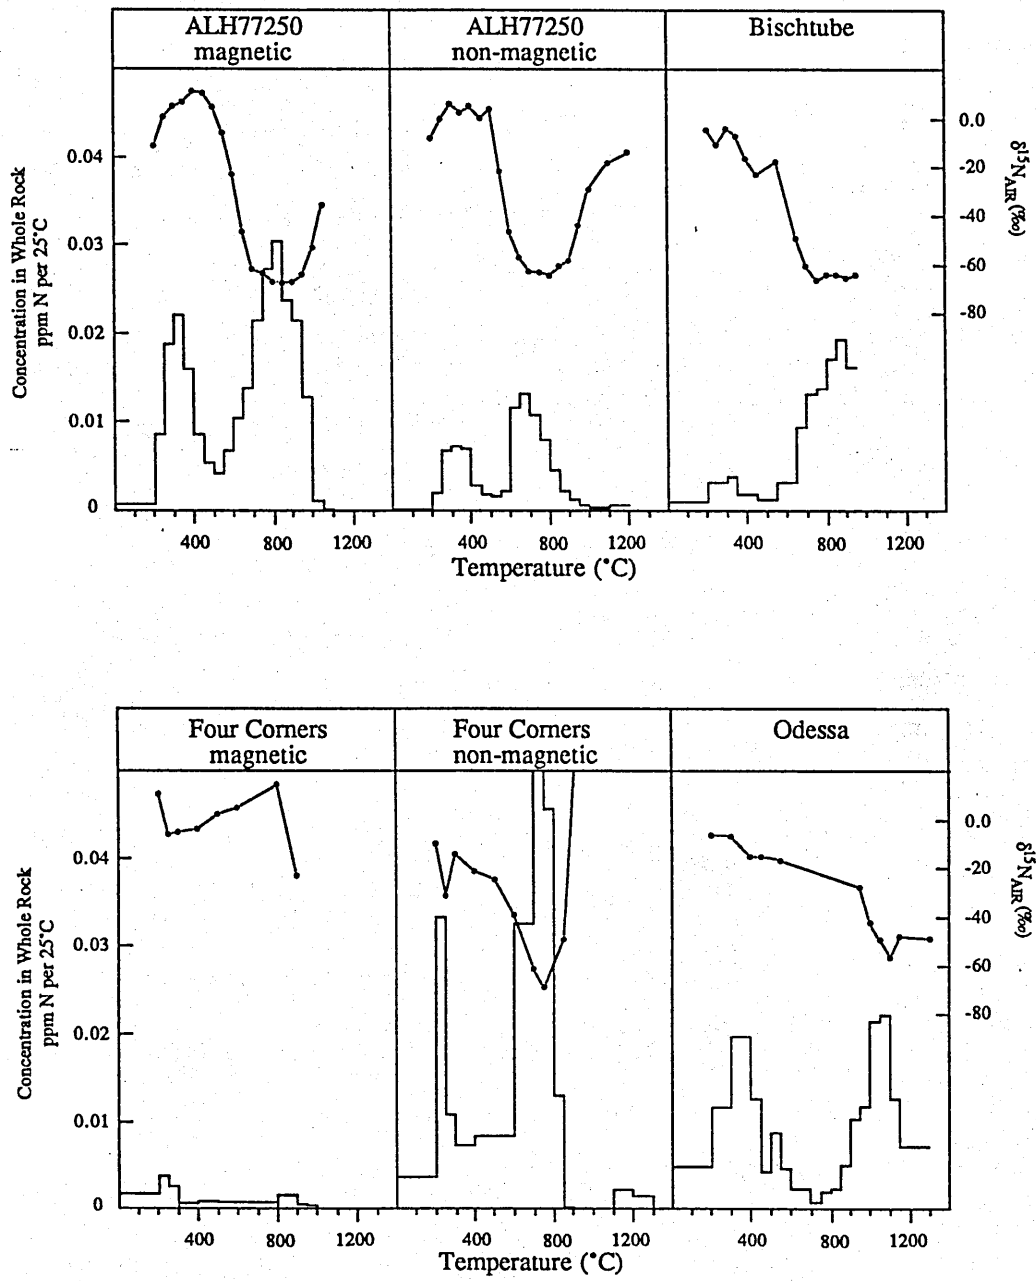 ALH77250
magnetic
ALH77250
non-magnetic
Bischtube
Concentration in Whole Rock
ppm N per 25°C
0.04
0.03
0.02
0.01
0
0.0
-20
-40
-60
-80
δ¹⁵N AIR (‰)
400 800 1200
400 800 1200
400 800 1200
Temperature (°C)
Four Corners
magnetic
Four Corners
non-magnetic
Odessa
Concentration in Whole Rock
ppm N per 25°C
0.04
0.03
0.02
0.01
0
0.0
-20
-40
-60
-80
δ¹⁵N AIR (‰)
400 800 1200
400 800 1200
400 800 1200
Temperature (°C)